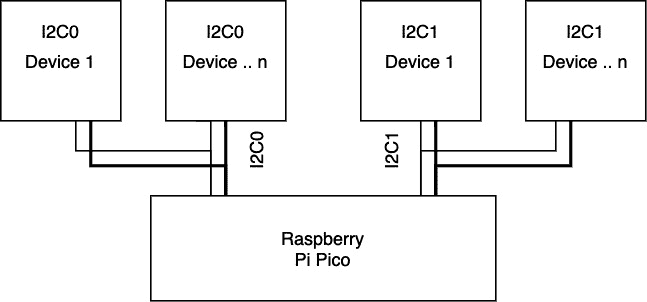 I2C0
Device 1
I2C0
Device .. n
I2C1
Device 1
I2C1
Device .. n
I2C0
I2C1
Raspberry
Pi Pico